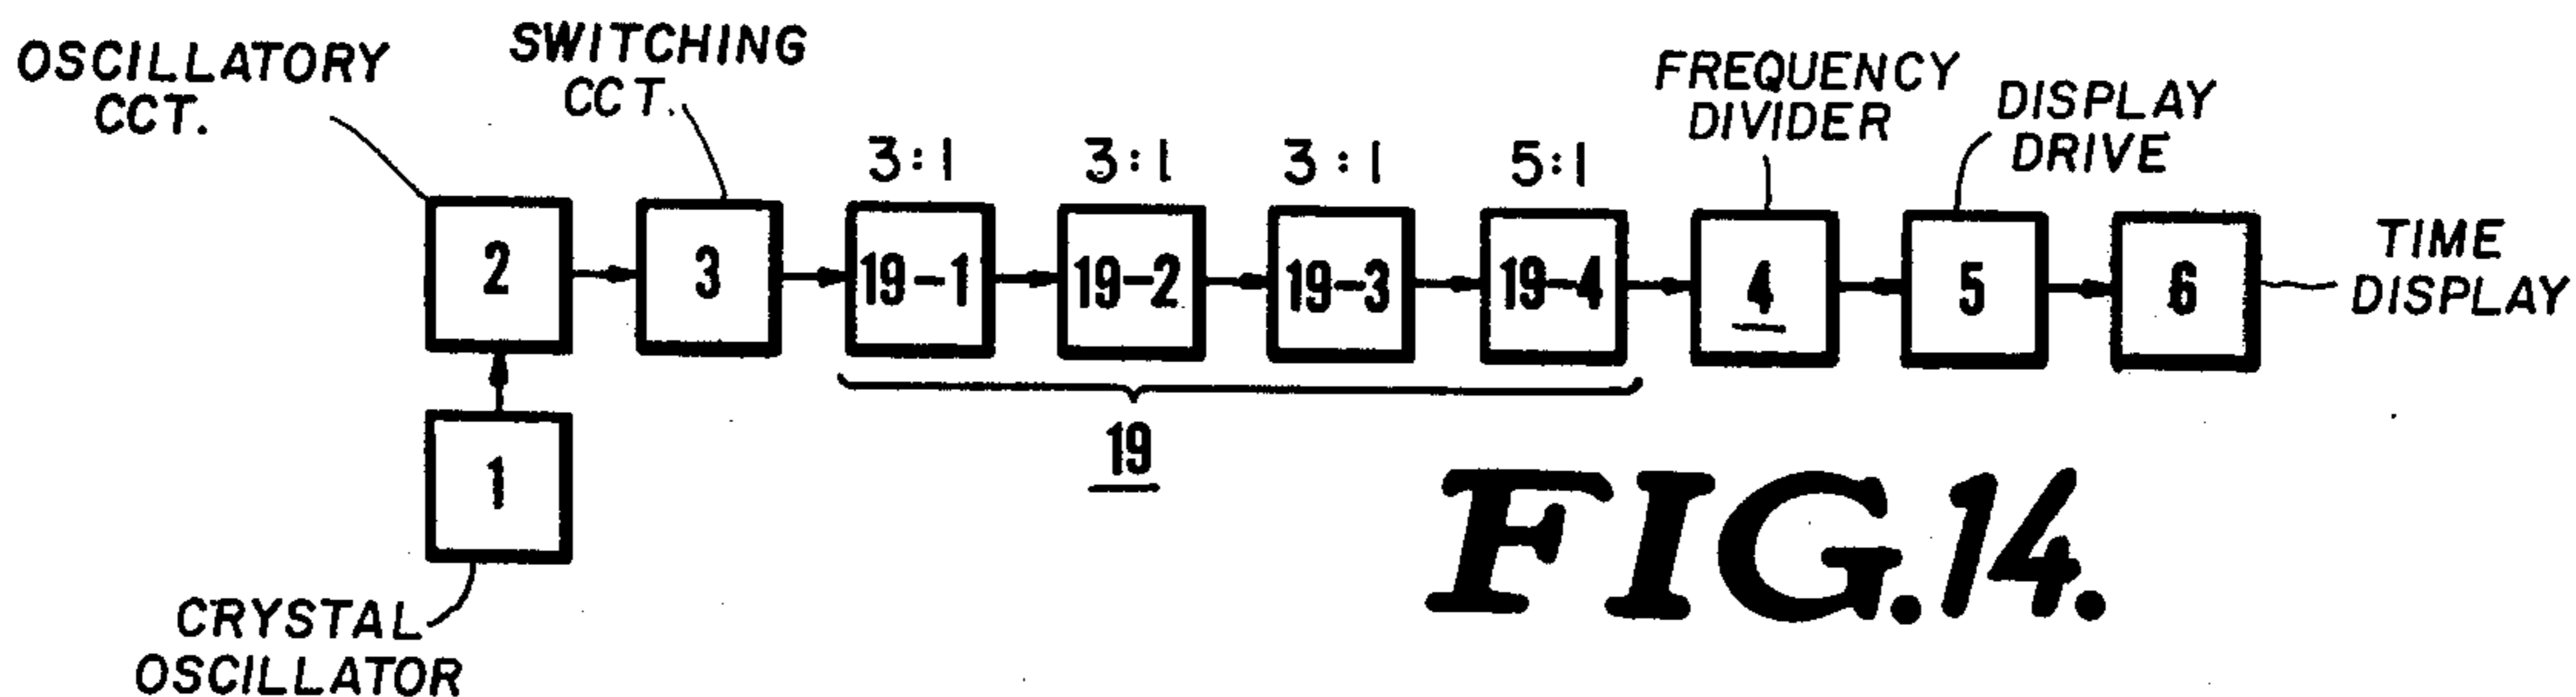 OSCILLATORY
CCT.
SWITCHING
CCT.
3:1
3:1
3:1
5:1
FREQUENCY
DIVIDER
DISPLAY
DRIVE
2
3
19-1
19-2
19-3
19-4
4
5
6
TIME
DISPLAY
1
19
CRYSTAL
OSCILLATOR
FIG.14.